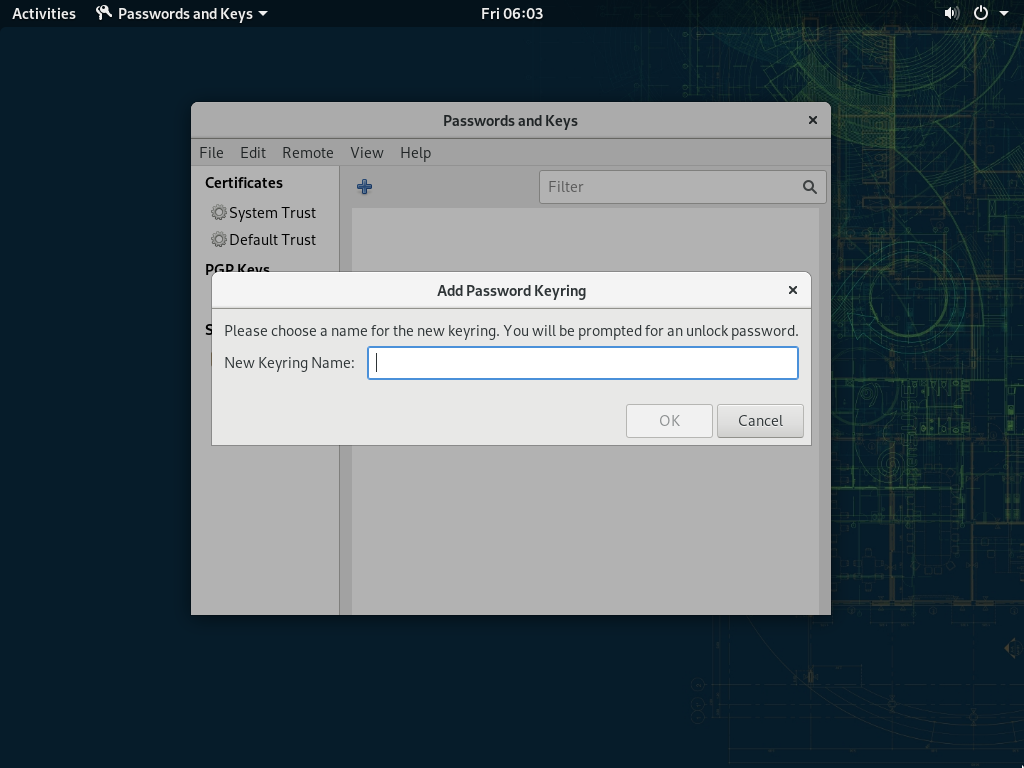 Activities Passwords and Keys Fri 06:03
Passwords and Keys
File Edit Remote View Help
Certificates
Filter
System Trust
Default Trust
PGP Keys
Add Password Keyring
Please choose a name for the new keyring. You will be prompted for an unlock password.
New Keyring Name:
OK Cancel